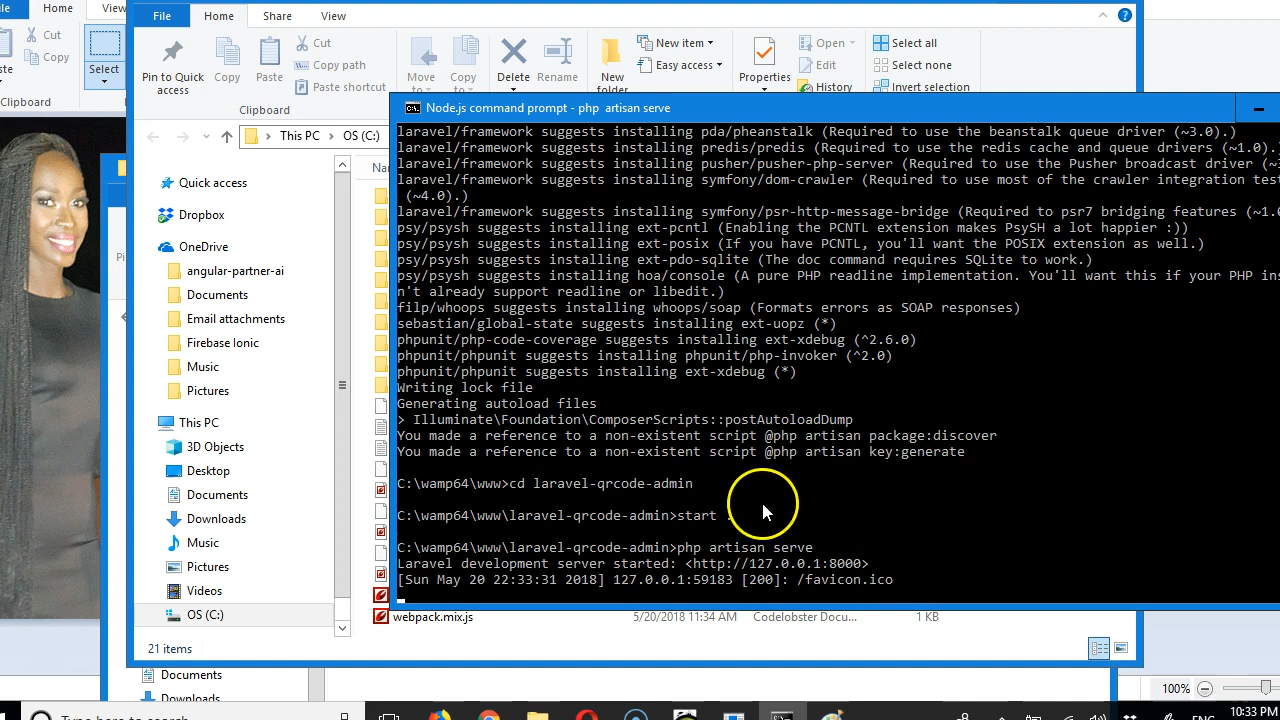 Home
View
File
Home
Share
View
Cut
Copy
Select
Clipboard
Pin to Quick
access
Copy
Paste
Cut
Copy path
Paste shortcut
Move
Copy
Delete
Rename
New
folder
New item
Easy access
Properties
Open
Edit
History
Select all
Select none
Invert selection
Clipboard
Node.js command prompt - php  artisan serve
This PC
OS (C:)
laravel/framework suggests installing pda/pheanstalk (Required to use the beanstalk queue driver (~3.0).)
laravel/framework suggests installing predis/predis (Required to use the redis cache and queue drivers (~1.0).
laravel/framework suggests installing pusher/pusher-php-server (Required to use the Pusher broadcast driver (~
laravel/framework suggests installing symfony/dom-crawler (Required to use most of the crawler integration test
(~4.0).)
laravel/framework suggests installing symfony/psr-http-message-bridge (Required to psr7 bridging features (~1.0
psy/psysh suggests installing ext-pcntl (Enabling the PCNTL extension makes PsySH a lot happier :))
psy/psysh suggests installing ext-posix (If you have PCNTL, you'll want the POSIX extension as well.)
psy/psysh suggests installing ext-pdo-sqlite (The doc command requires SQLite to work.)
psy/psysh suggests installing hoa/console (A pure PHP readline implementation. You'll want this if your PHP ins
n't already support readline or libedit.)
filp/whoops suggests installing whoops/soap (Formats errors as SOAP responses)
sebastian/global-state suggests installing ext-uopz (*)
phpunit/php-code-coverage suggests installing ext-xdebug (^2.6.0)
phpunit/phpunit suggests installing phpunit/php-invoker (^2.0)
phpunit/phpunit suggests installing ext-xdebug (*)
Writing lock file
Generating autoload files
> Illuminate\Foundation\ComposerScripts::postAutoloadDump
You made a reference to a non-existent script @php artisan package:discover
You made a reference to a non-existent script @php artisan key:generate
C:\wamp64\www>cd laravel-qrcode-admin
C:\wamp64\www\laravel-qrcode-admin>start .
C:\wamp64\www\laravel-qrcode-admin>php artisan serve
Laravel development server started: <http://127.0.0.1:8000>
[Sun May 20 22:33:31 2018] 127.0.0.1:59183 [200]: /favicon.ico
Quick access
Dropbox
OneDrive
angular-partner-ai
Documents
Email attachments
Firebase Ionic
Music
Pictures
This PC
3D Objects
Desktop
Documents
Downloads
Music
Pictures
Videos
OS (C:)
webpack.mix.js 5/20/2018 11:34 AM Codelobster Docu... 1 KB
21 items
Documents
Downloads
100%
10:33 PM